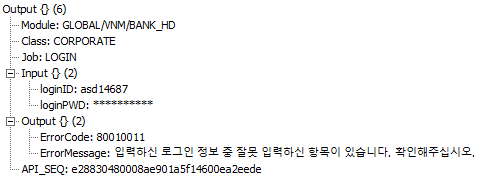 Output {} (6)
Module: GLOBAL/VNM/BANK_HD
Class: CORPORATE
Job: LOGIN
Input {} (2)
loginID: asd14687
loginPWD: **********
Output {} (2)
ErrorCode: 80010011
ErrorMessage: 입력하신 로그인 정보 중 잘못 입력하신 항목이 있습니다. 확인해주십시오.
API_SEQ: e28830480008ae901a5f14600ea2eede